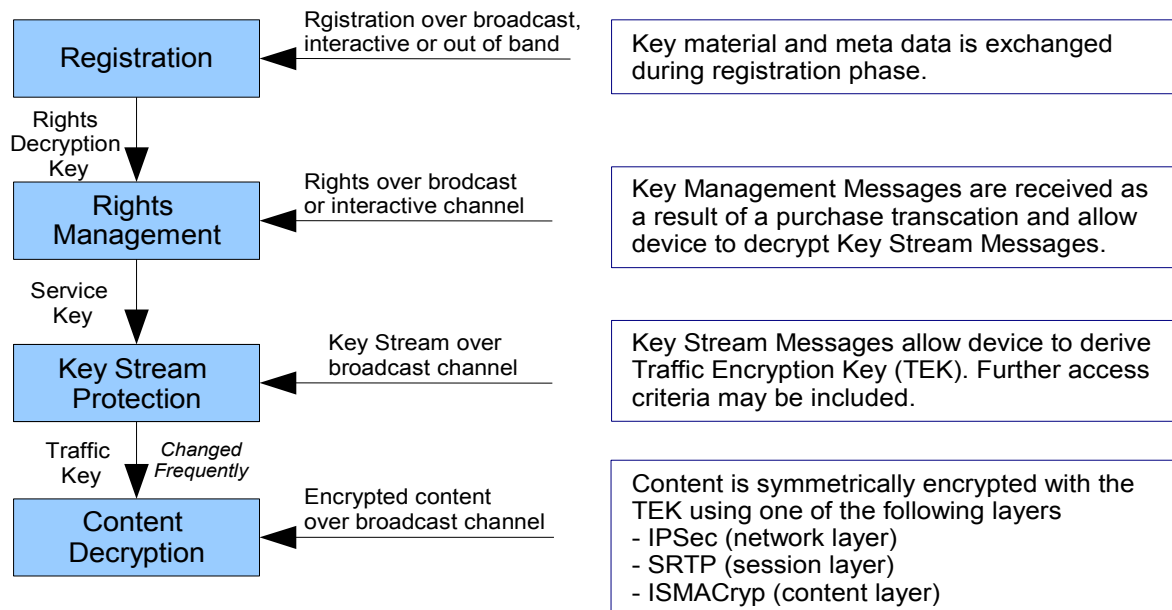 Registration
Rgistration over broadcast,
interactive or out of band
Key material and meta data is exchanged
during registration phase.
Rights
Decryption
Key
Rights
Management
Rights over brodcast
or interactive channel
Key Management Messages are received as
a result of a purchase transcation and allow
device to decrypt Key Stream Messages.
Service
Key
Key Stream
Protection
Key Stream over
broadcast channel
Key Stream Messages allow device to derive
Traffic Encryption Key (TEK). Further access
criteria may be included.
Traffic
Key
Changed
Frequently
Content
Decryption
Encrypted content
over broadcast channel
Content is symmetrically encrypted with the
TEK using one of the following layers
- IPSec (network layer)
- SRTP (session layer)
- ISMACryp (content layer)